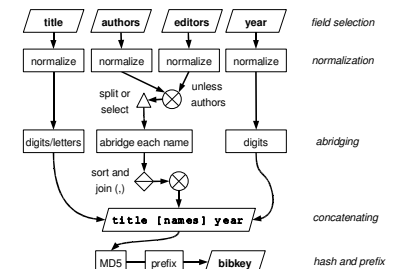 title authors editors year field selection
normalize normalize normalize normalize normalization
split or select unless authors
digits/letters abridge each name digits abridging
sort and join (,)
title [names] year concatenating
MD5 prefix bibkey hash and prefix